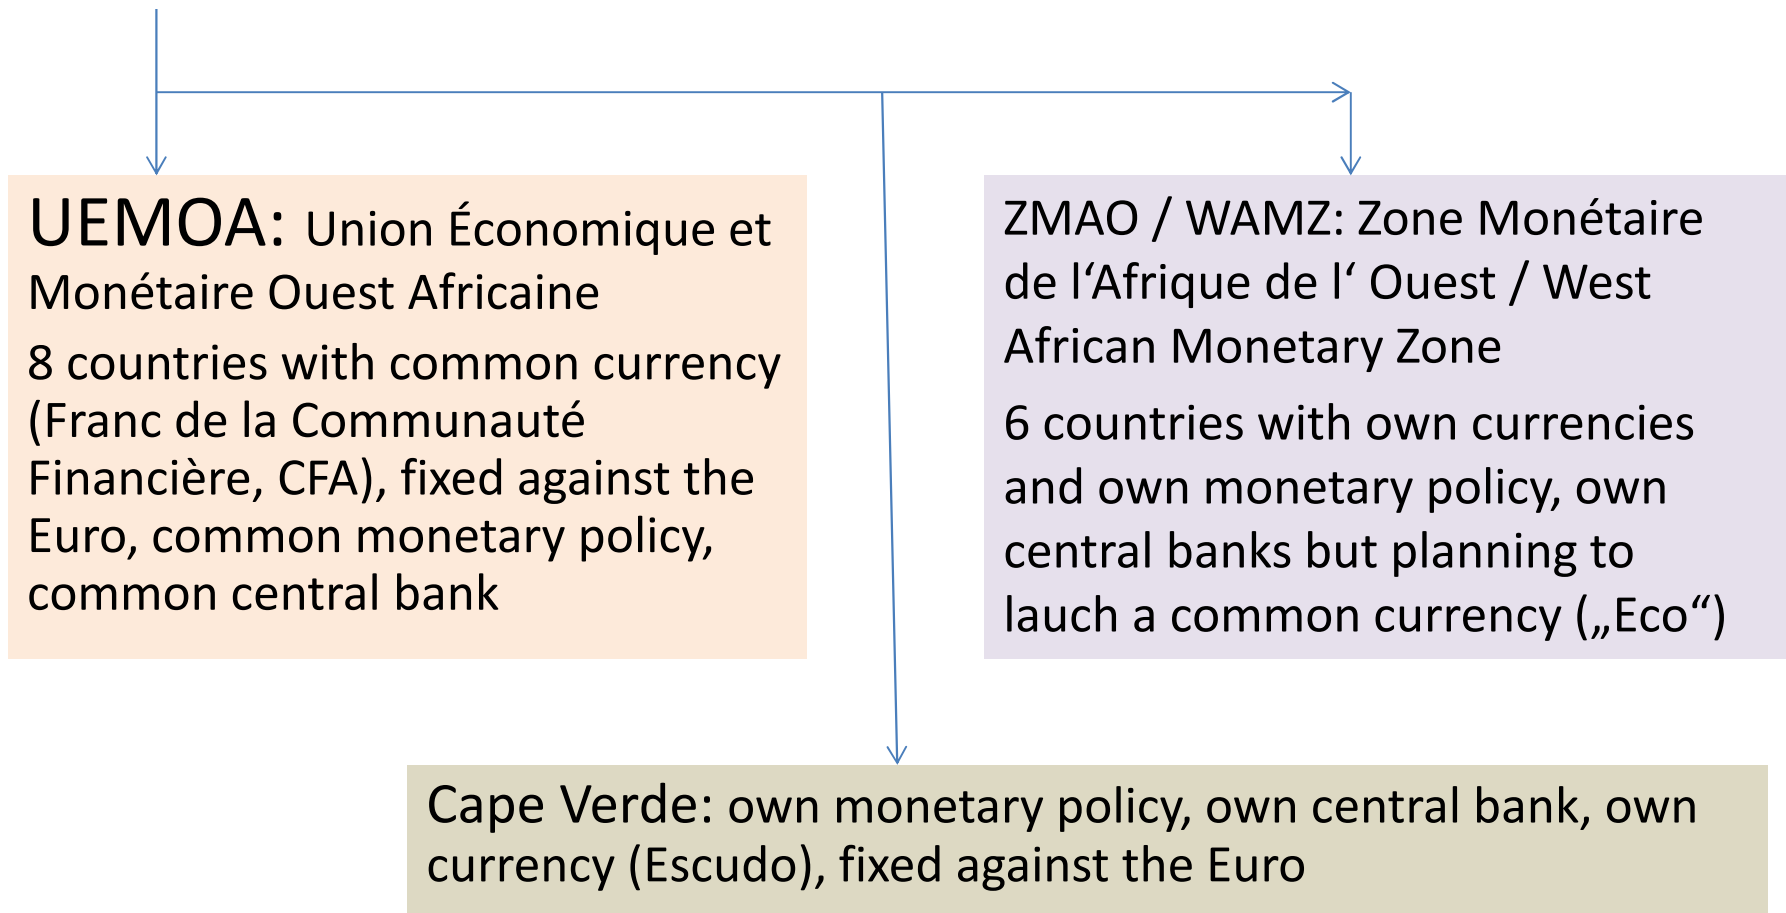 UEMOA: Union Économique et
Monétaire Ouest Africaine
8 countries with common currency
(Franc de la Communauté
Financière, CFA), fixed against the
Euro, common monetary policy,
common central bank
ZMAO / WAMZ: Zone Monétaire
de l‘Afrique de l‘ Ouest / West
African Monetary Zone
6 countries with own currencies
and own monetary policy, own
central banks but planning to
lauch a common currency („Eco“)
Cape Verde: own monetary policy, own central bank, own
currency (Escudo), fixed against the Euro